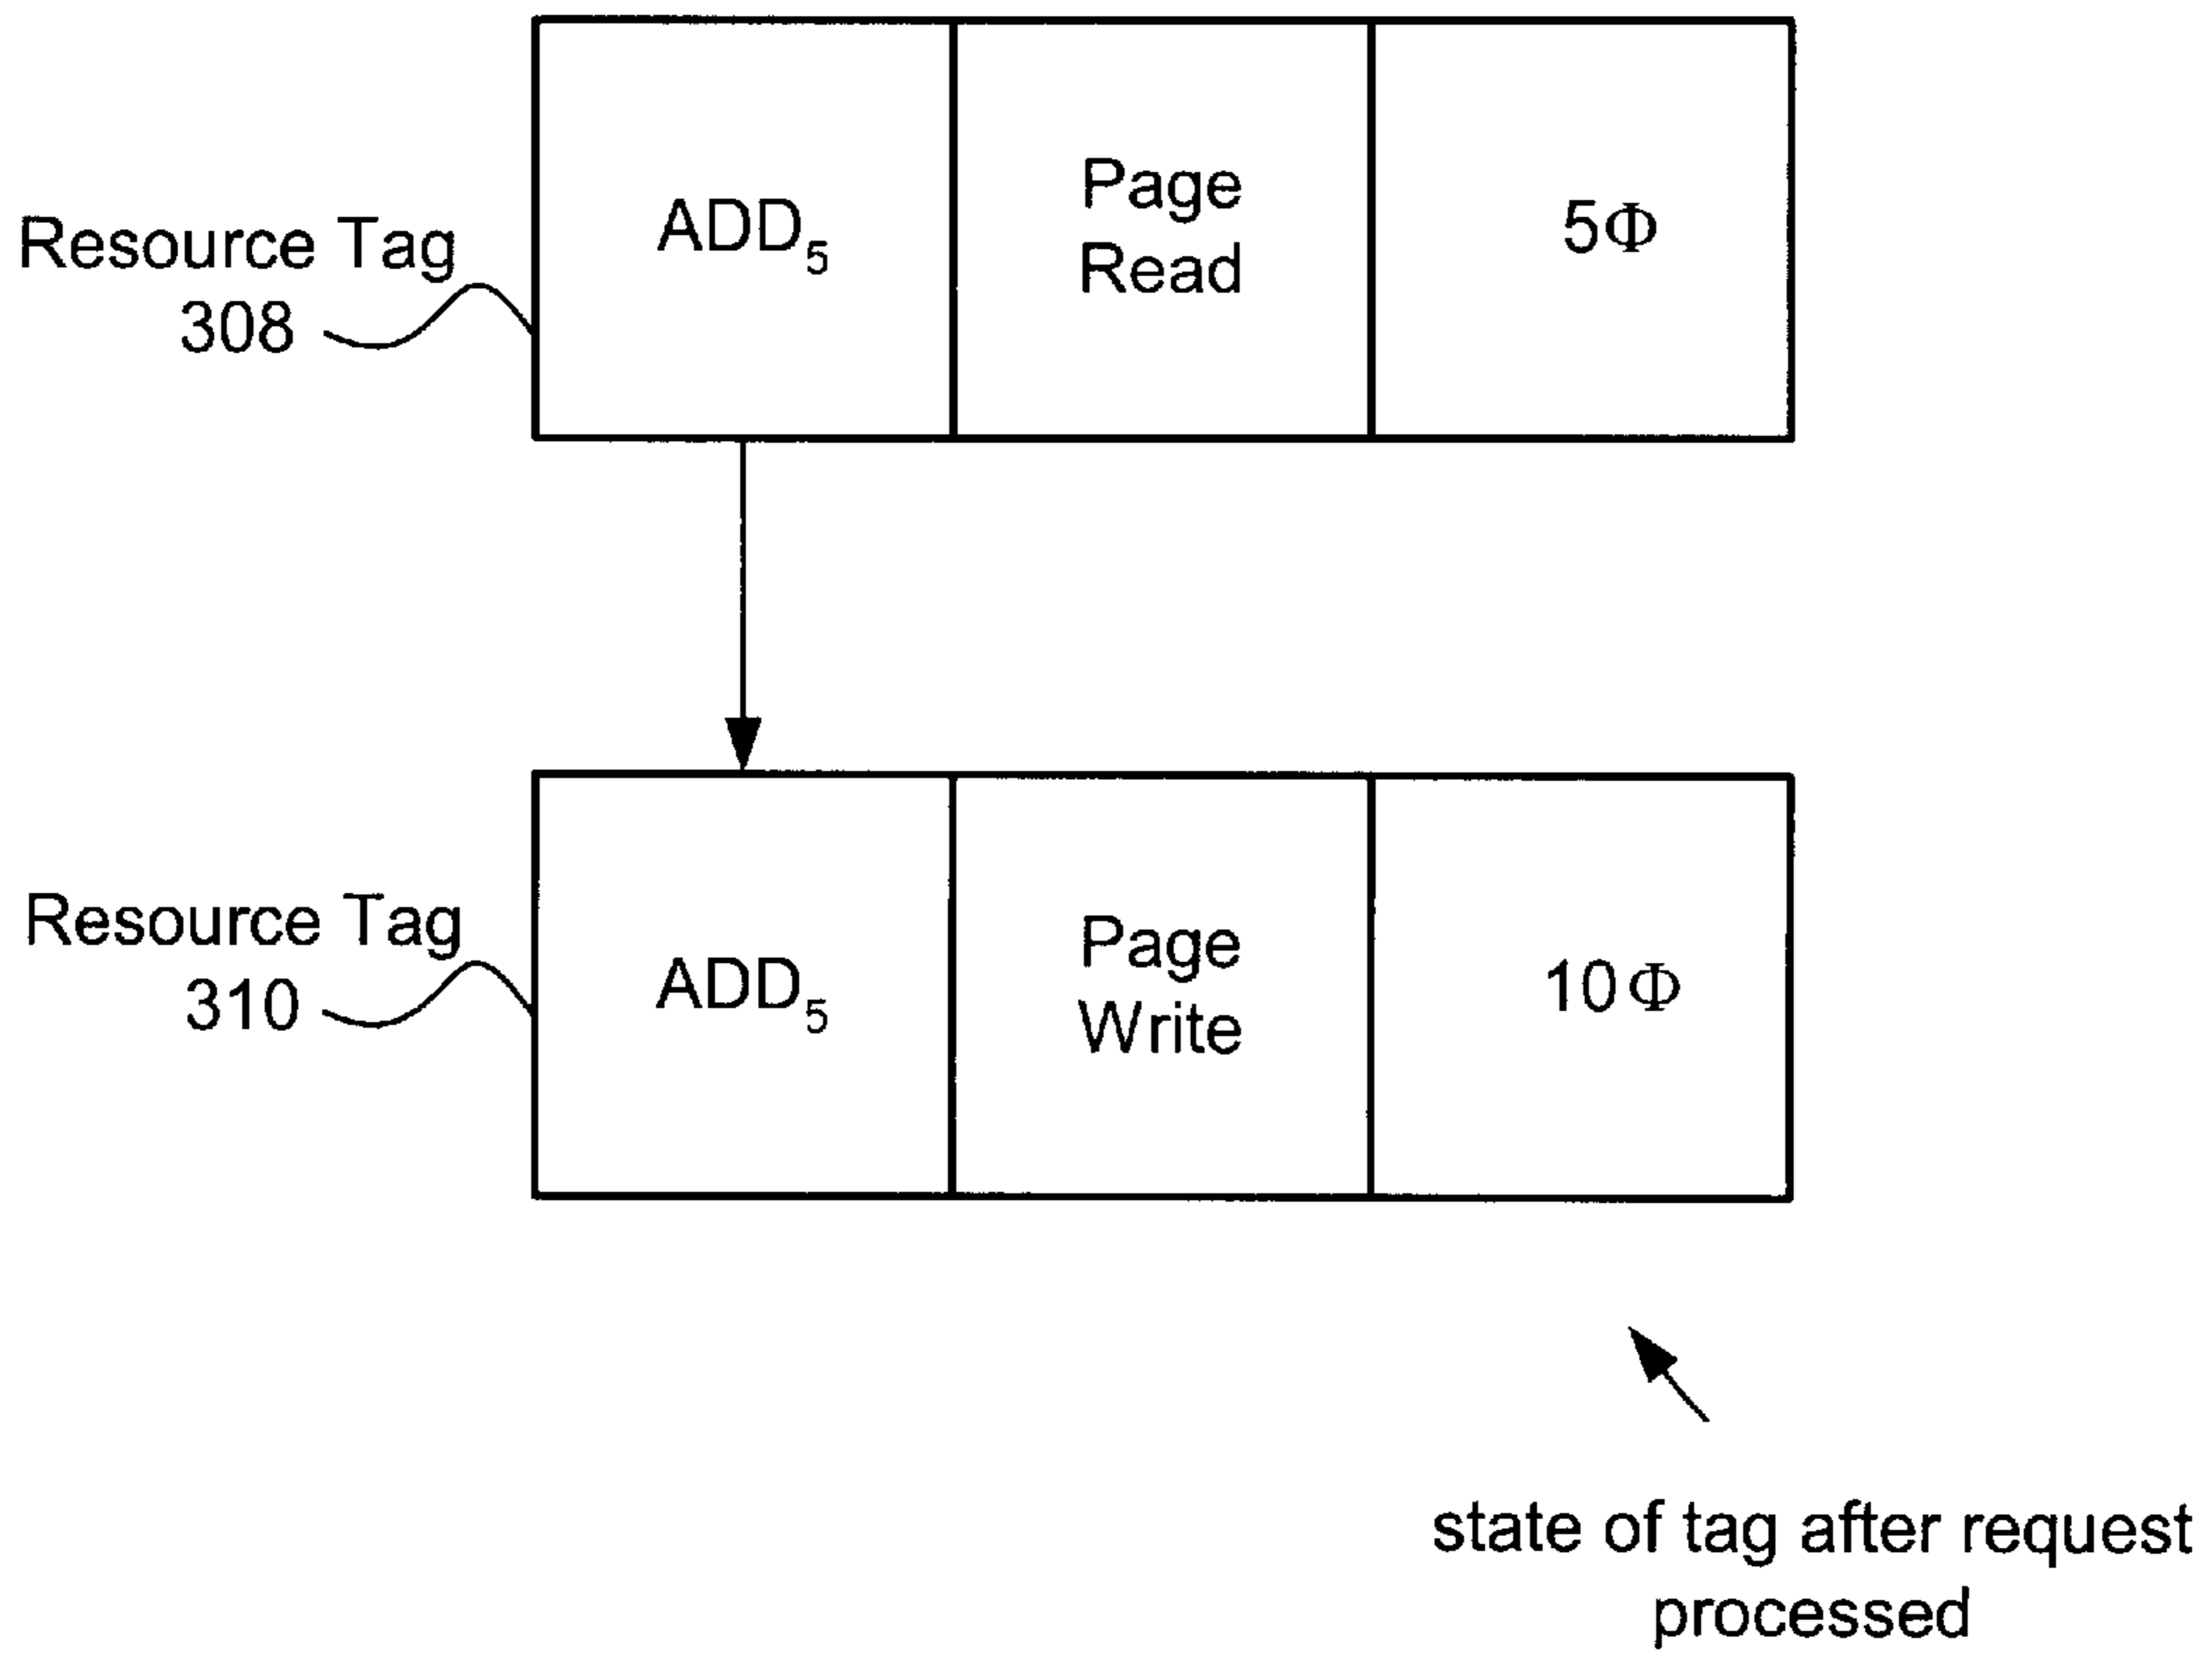 Resource Tag
308
ADD₅
Page
Read
5Φ
Resource Tag
310
ADD₅
Page
Write
10Φ
state of tag after request
processed